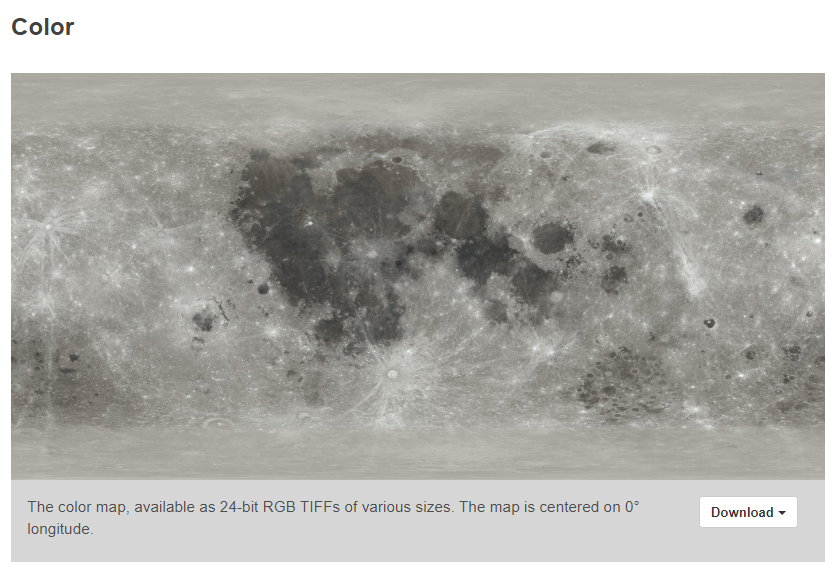 Color
The color map, available as 24-bit RGB TIFFs of various sizes. The map is centered on 0°
longitude.
Download